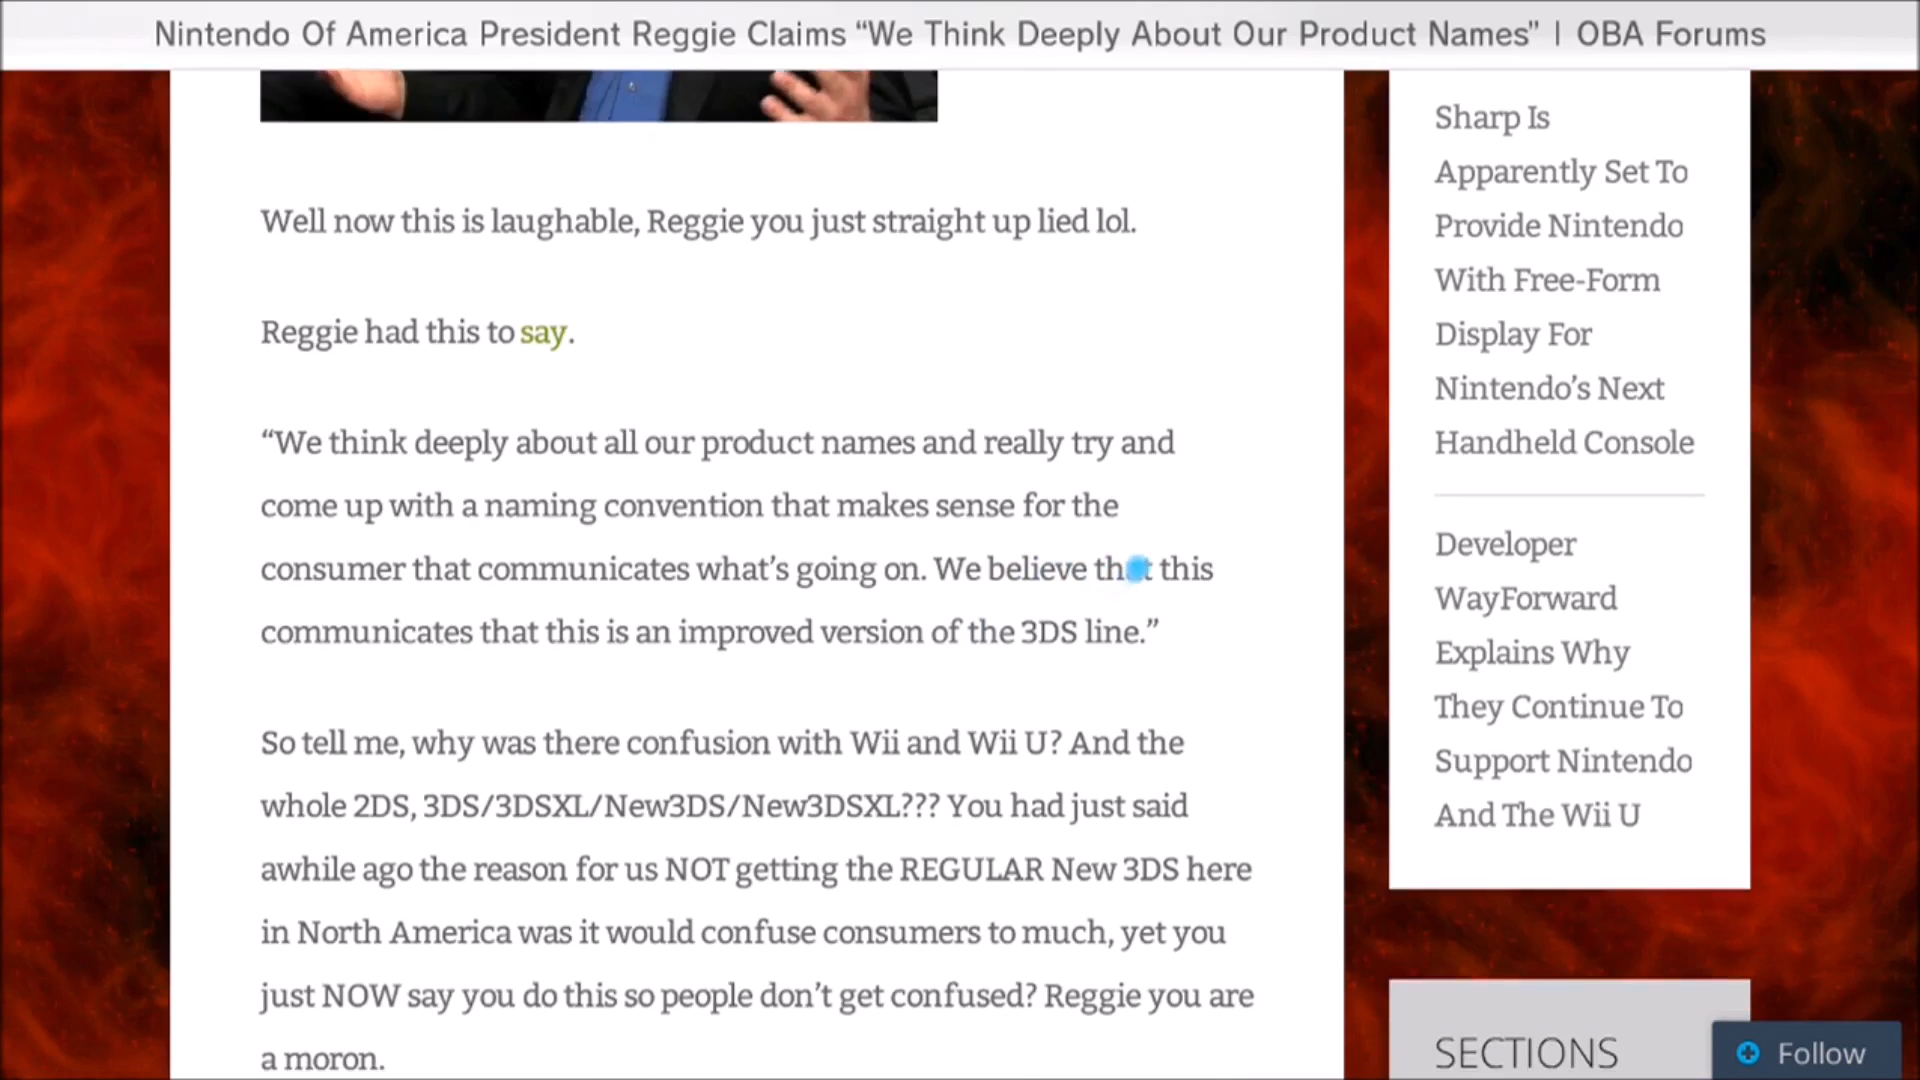 Nintendo Of America President Reggie Claims “We Think Deeply About Our Product Names” | OBA Forums
Well now this is laughable, Reggie you just straight up lied lol.
Reggie had this to say.
“We think deeply about all our product names and really try and
come up with a naming convention that makes sense for the
consumer that communicates what’s going on. We believe that this
communicates that this is an improved version of the 3DS line.”
So tell me, why was there confusion with Wii and Wii U? And the
whole 2DS, 3DS/3DSXL/New3DS/New3DSXL??? You had just said
awhile ago the reason for us NOT getting the REGULAR New 3DS here
in North America was it would confuse consumers to much, yet you
just NOW say you do this so people don’t get confused? Reggie you are
a moron.
Sharp Is
Apparently Set To
Provide Nintendo
With Free-Form
Display For
Nintendo’s Next
Handheld Console
Developer
WayForward
Explains Why
They Continue To
Support Nintendo
And The Wii U
SECTIONS
Follow